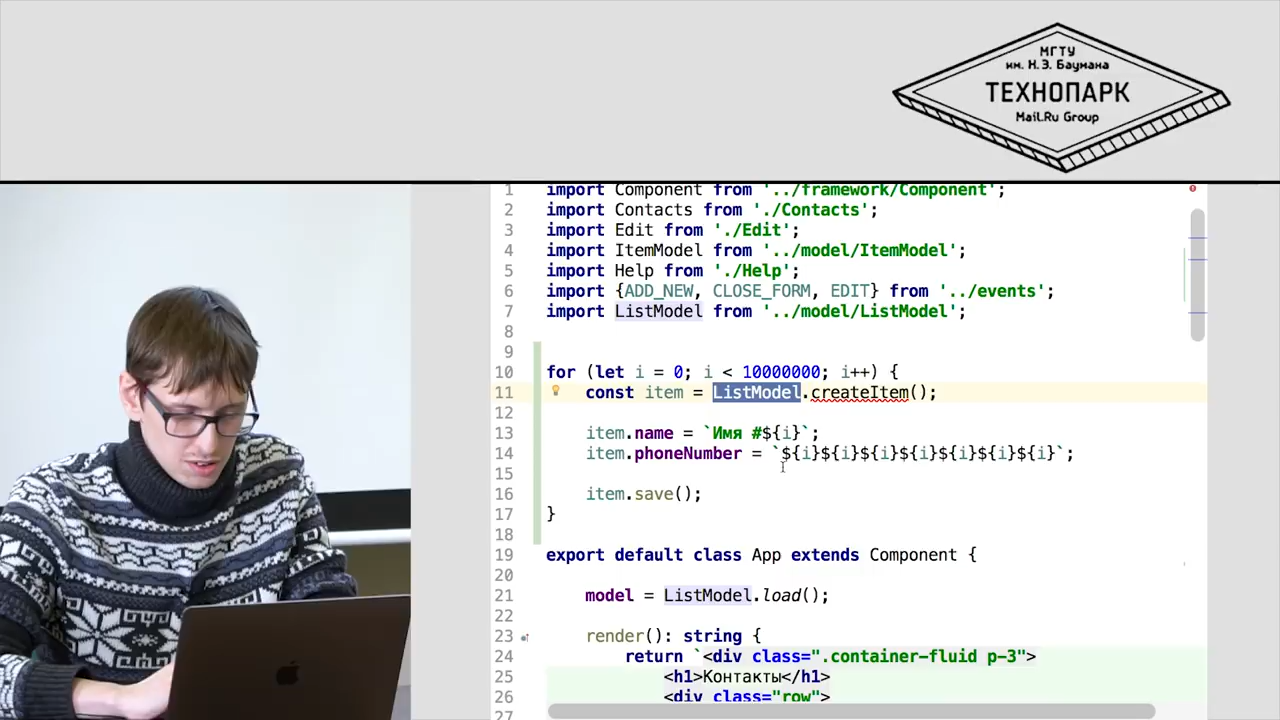 МГТУ
им. Н.Э. Баумана
ТЕХНОПАРК
Mail.Ru Group
1 import Component from '../framework/Component';
2 import Contacts from './Contacts';
3 import Edit from './Edit';
4 import ItemModel from '../model/ItemModel';
5 import Help from './Help';
6 import {ADD_NEW, CLOSE_FORM, EDIT} from '../events';
7 import ListModel from '../model/ListModel';
8
9
10 for (let i = 0; i < 10000000; i++) {
11 const item = ListModel.createItem();
12
13 item.name = `Имя #${i}`;
14 item.phoneNumber = `${i}${i}${i}${i}${i}${i}${i}`;
15
16 item.save();
17 }
18
19 export default class App extends Component {
20
21 model = ListModel.load();
22
23 render(): string {
24 return `<div class=".container-fluid p-3">
25 <h1>Контакты</h1>
26 <div class="row">
27